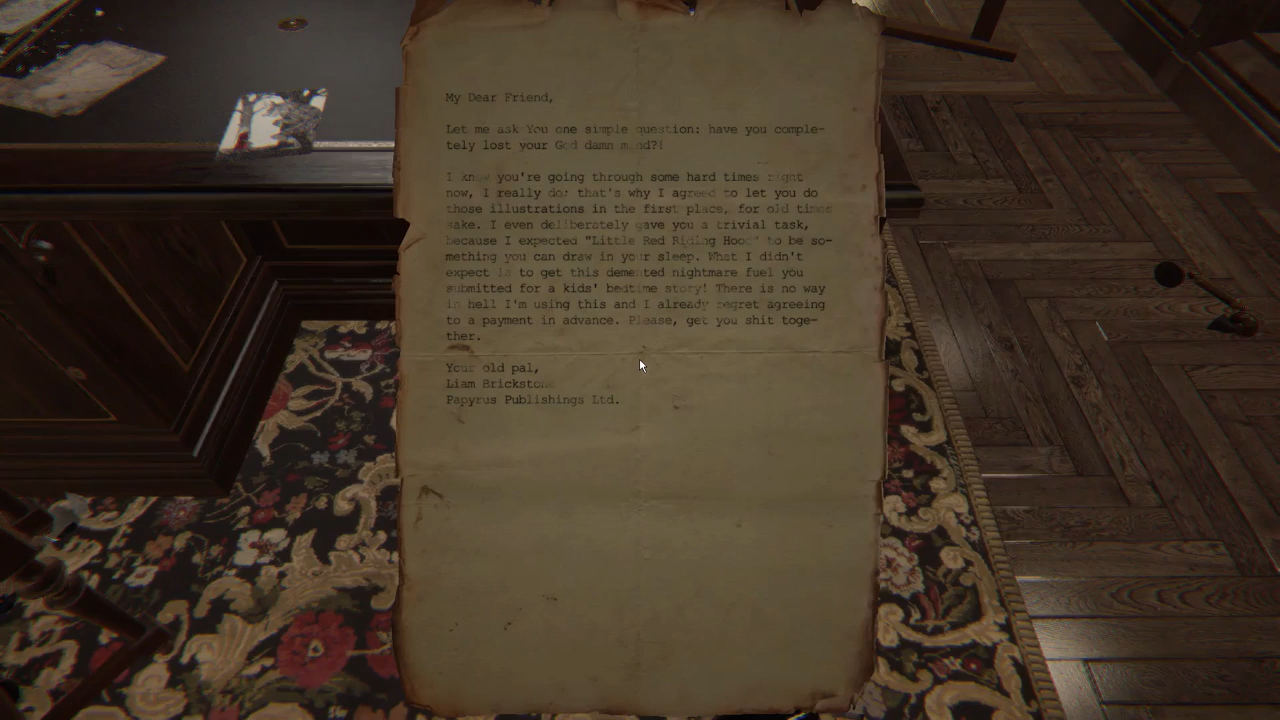 My Dear Friend,
Let me ask You one simple question: have you comple-
tely lost your God damn mind?!
I know you're going through some hard times right
now, I really do: that's why I agreed to let you do
those illustrations in the first place, for old times
sake. I even deliberately gave you a trivial task,
because I expected "Little Red Riding Hood" to be so-
mething you can draw in your sleep. What I didn't
expect is to get this demented nightmare fuel you
submitted for a kids' bedtime story! There is no way
in hell I'm using this and I already regret agreeing
to a payment in advance. Please, get you shit toge-
ther.
Your old pal,
Liam Brickstone
Papyrus Publishings Ltd.